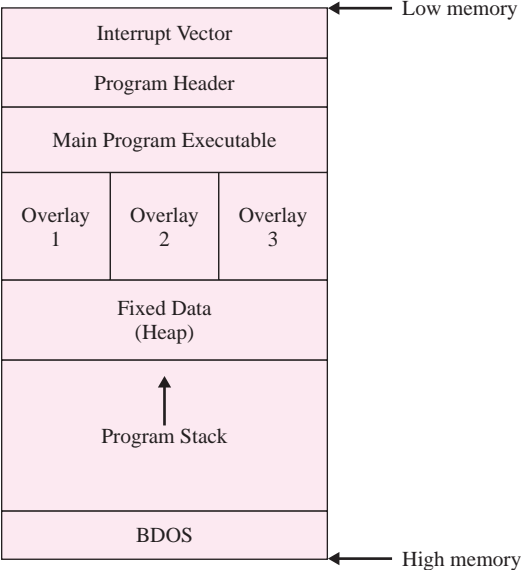 Low memory
Interrupt Vector
Program Header
Main Program Executable
Overlay
1
Overlay
2
Overlay
3
Fixed Data
(Heap)
Program Stack
BDOS
High memory